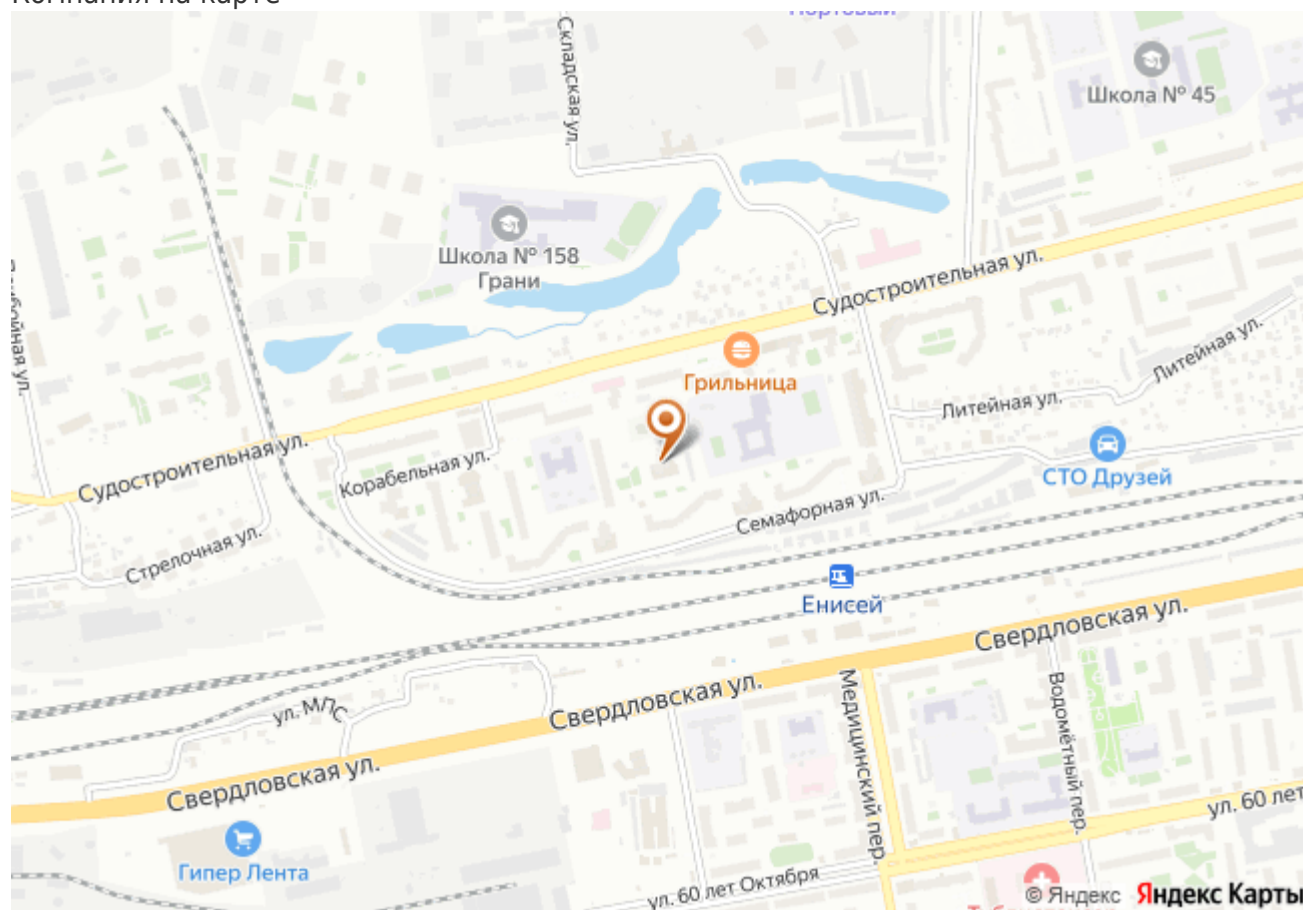 Компания на карте
Портовый
Складская ул.
Школа № 45
Школа № 158
Грани
Судостроительная ул.
Грильница
Литейная ул.
Литейная ул.
Судостроительная ул.
Корабельная ул.
СТО Друзей
Семафорная ул.
Стрелочная ул.
Енисей
Свердловская ул.
Свердловская ул.
ул. МПС
Медицинский пер.
Водомётный пер.
Свердловская ул.
ул. 60 лет
Гипер Лента
ул. 60 лет Октября
© Яндекс Яндекс Карты